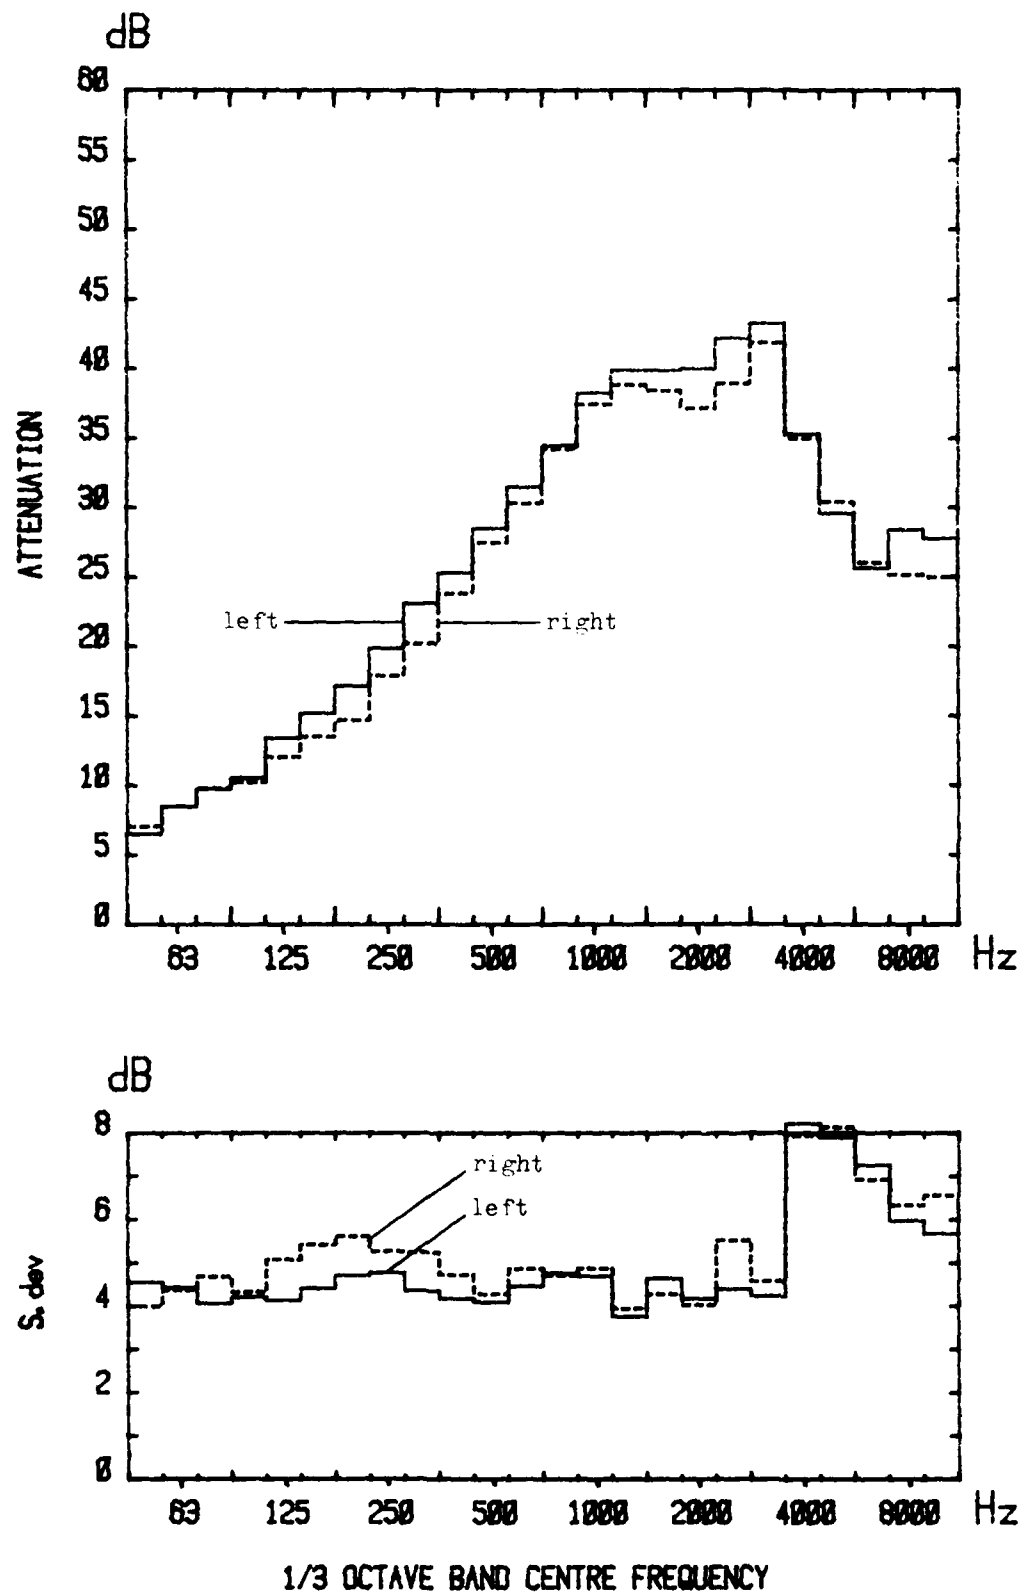 dB
60
55
50
45
40
35
30
25
20
15
10
5
0
ATTENUATION
left
right
63 125 250 500 1000 2000 4000 8000 Hz
dB
8
6
4
2
0
S.dev
right
left
63 125 250 500 1000 2000 4000 8000 Hz
1/3 OCTAVE BAND CENTRE FREQUENCY